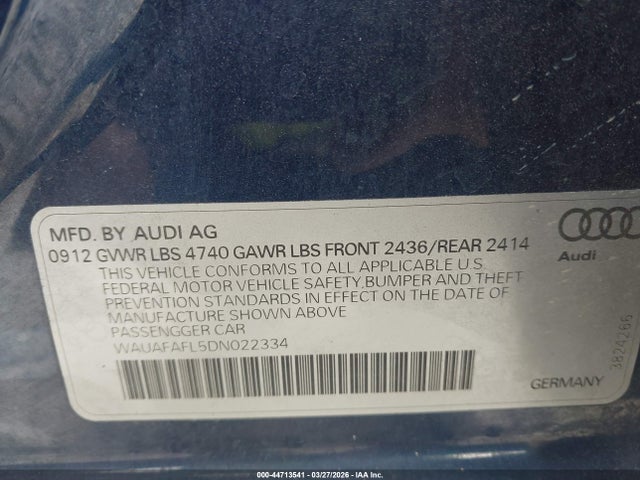 MFD. BY AUDI AG
0912 GVWR LBS 4740 GAWR LBS FRONT 2436/REAR 2414
THIS VEHICLE CONFORMS TO ALL APPLICABLE U.S.
FEDERAL MOTOR VEHICLE SAFETY,BUMPER AND THEFT
PREVENTION STANDARDS IN EFFECT ON THE DATE OF
MANUFACTURE SHOWN ABOVE
PASSENGGER CAR
WAUAFAFL5DN022334
Audi
3824266
GERMANY
000-44713541 | 03/27/2026 | IAA Inc.